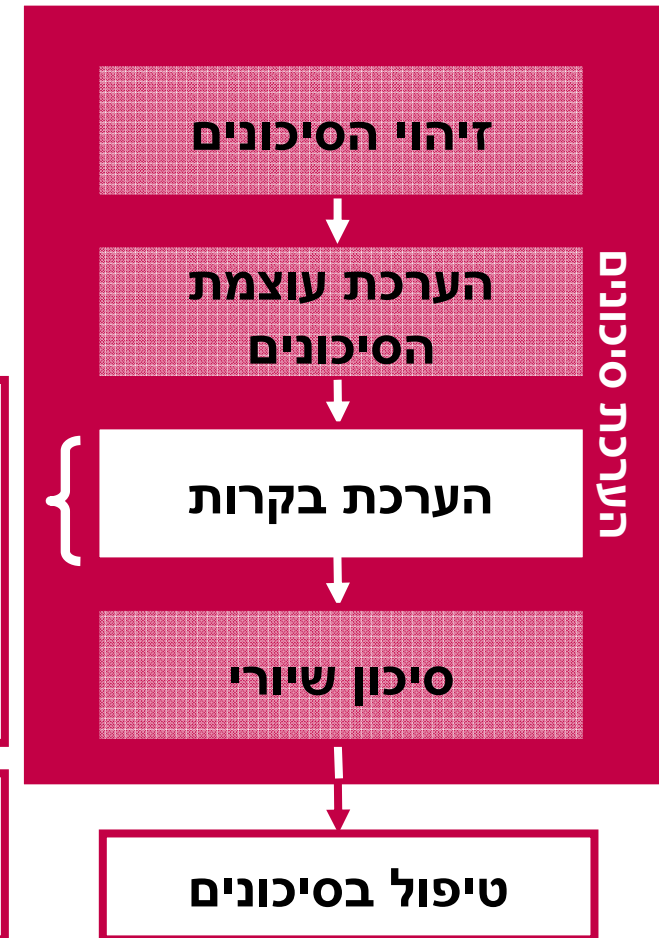 זיהוי הסיכונים
הערכת עוצמת
הסיכונים
הערכת בקרות
סיכון שיורי
הערכת סיכונים
טיפול בסיכונים